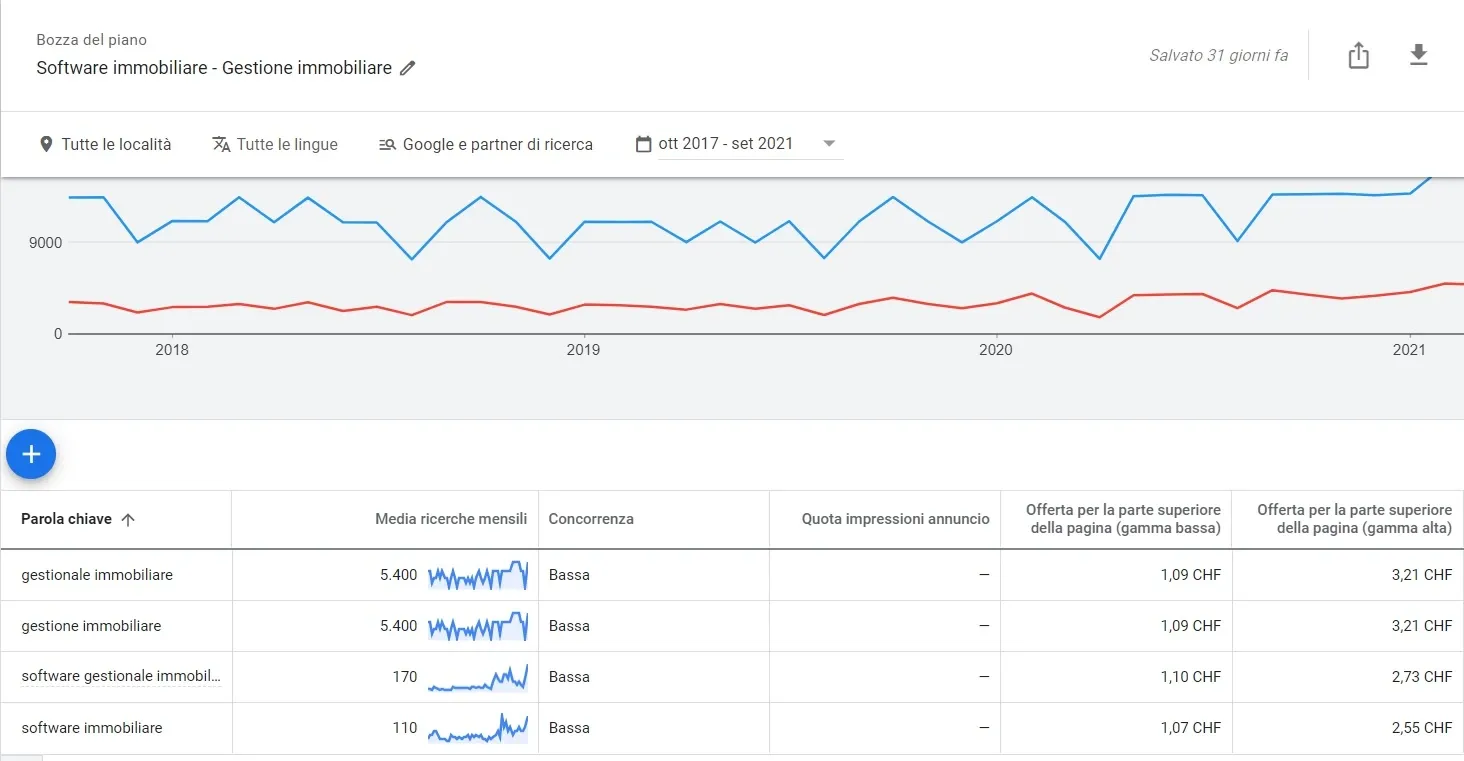 Bozza del piano
Software immobiliare - Gestione immobiliare
Salvato 31 giorni fa
Tutte le località
Tutte le lingue
Google e partner di ricerca
ott 2017 - set 2021
9000
0
2018
2019
2020
2021
Parola chiave
Media ricerche mensili
Concorrenza
Quota impressioni annuncio
Offerta per la parte superiore
della pagina (gamma bassa)
Offerta per la parte superiore
della pagina (gamma alta)
gestionale immobiliare 5.400 Bassa – 1,09 CHF 3,21 CHF
gestione immobiliare 5.400 Bassa – 1,09 CHF 3,21 CHF
software gestionale immobil... 170 Bassa – 1,10 CHF 2,73 CHF
software immobiliare 110 Bassa – 1,07 CHF 2,55 CHF